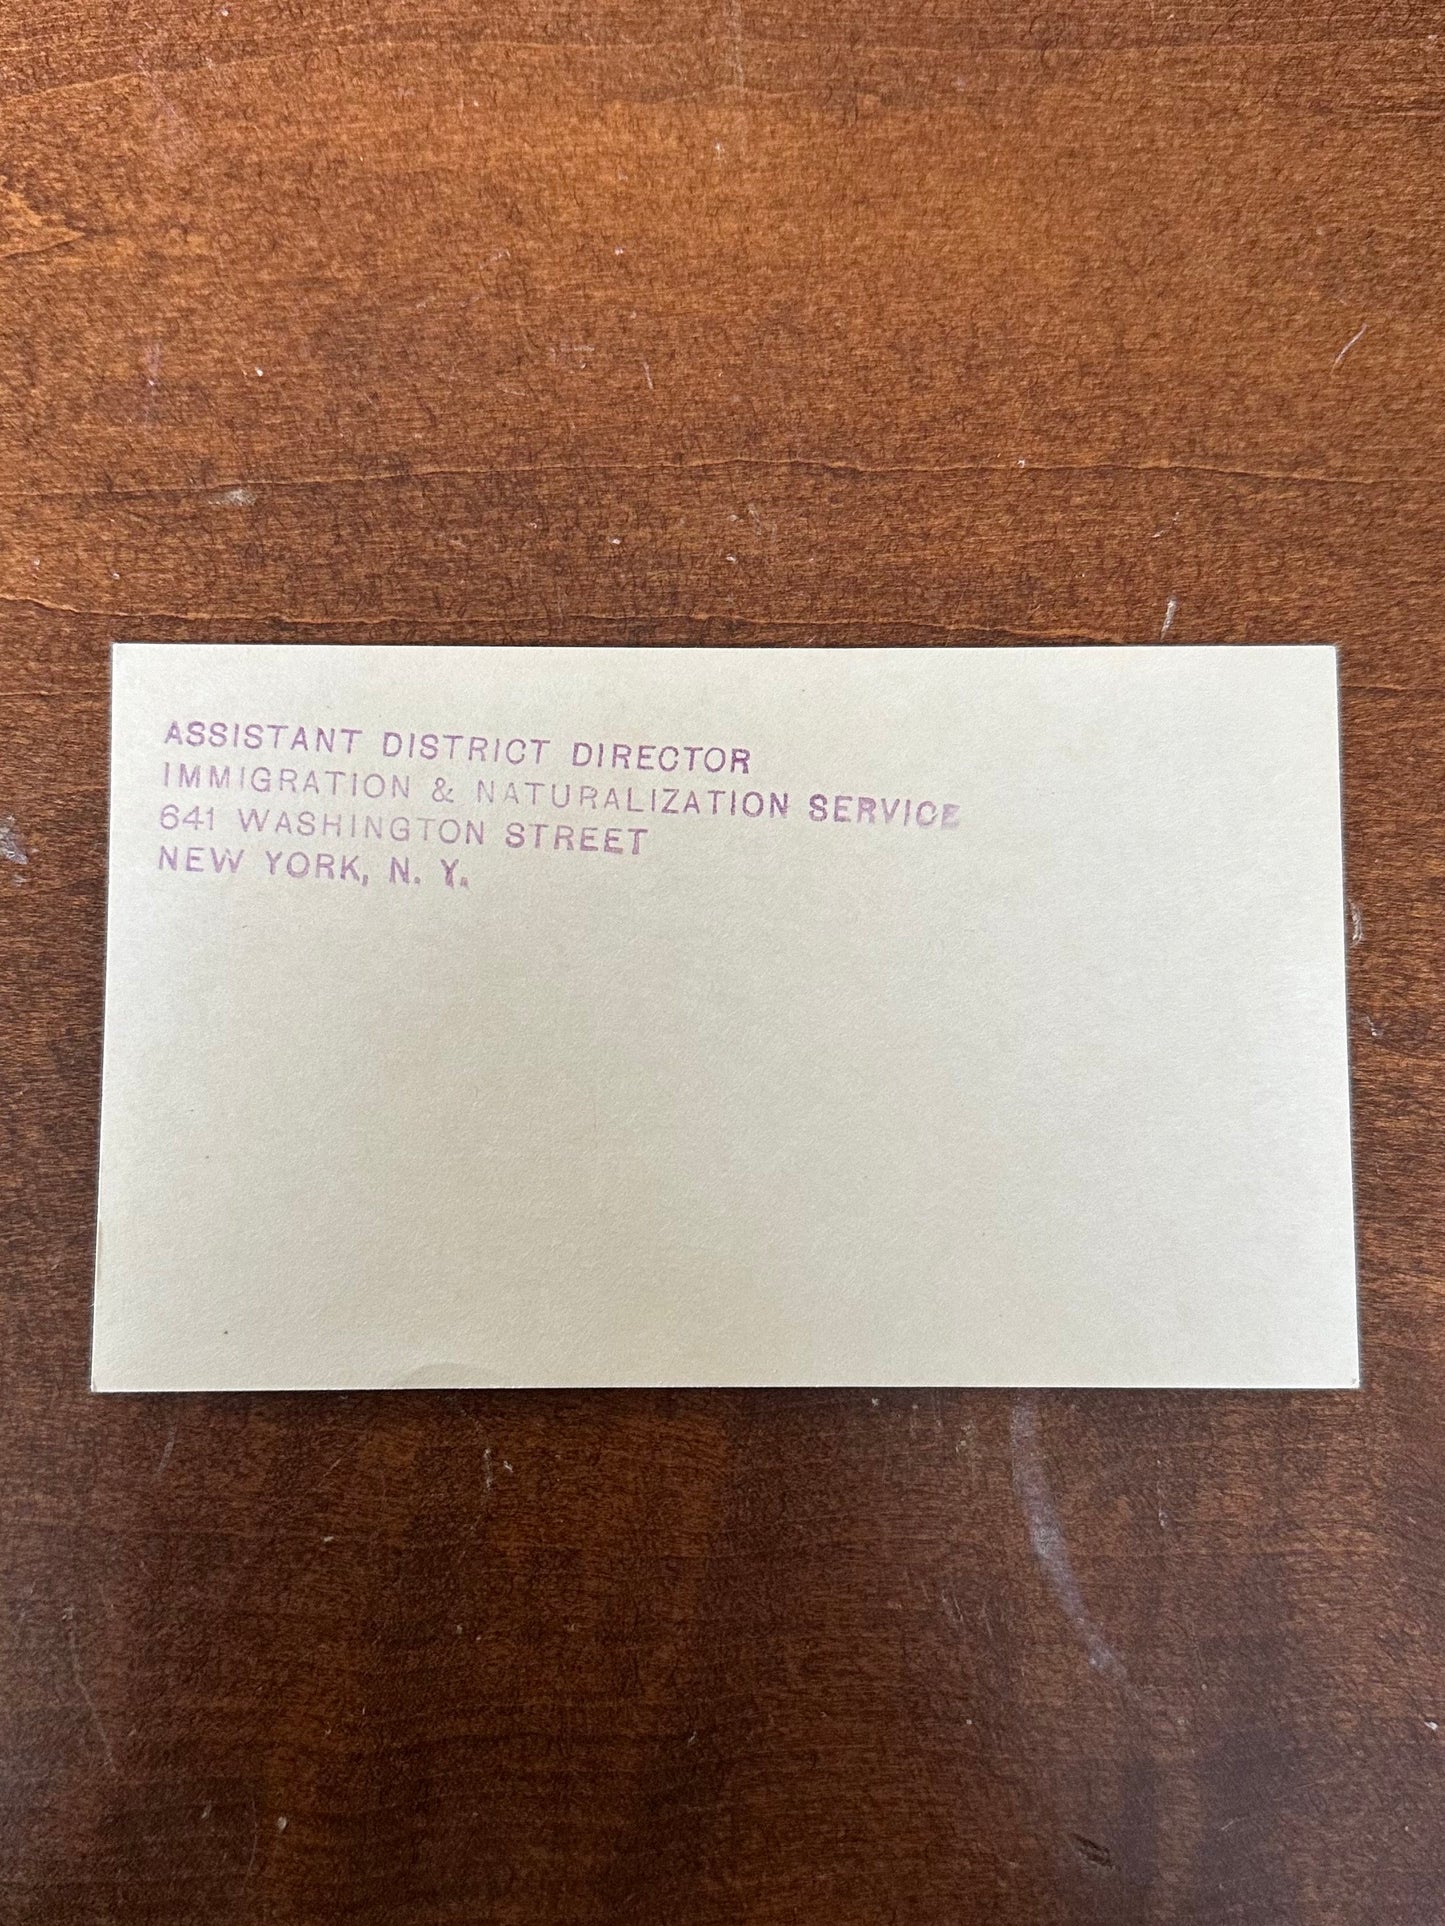 ASSISTANT DISTRICT DIRECTOR
IMMIGRATION & NATURALIZATION SERVICE
641 WASHINGTON STREET
NEW YORK, N. Y.